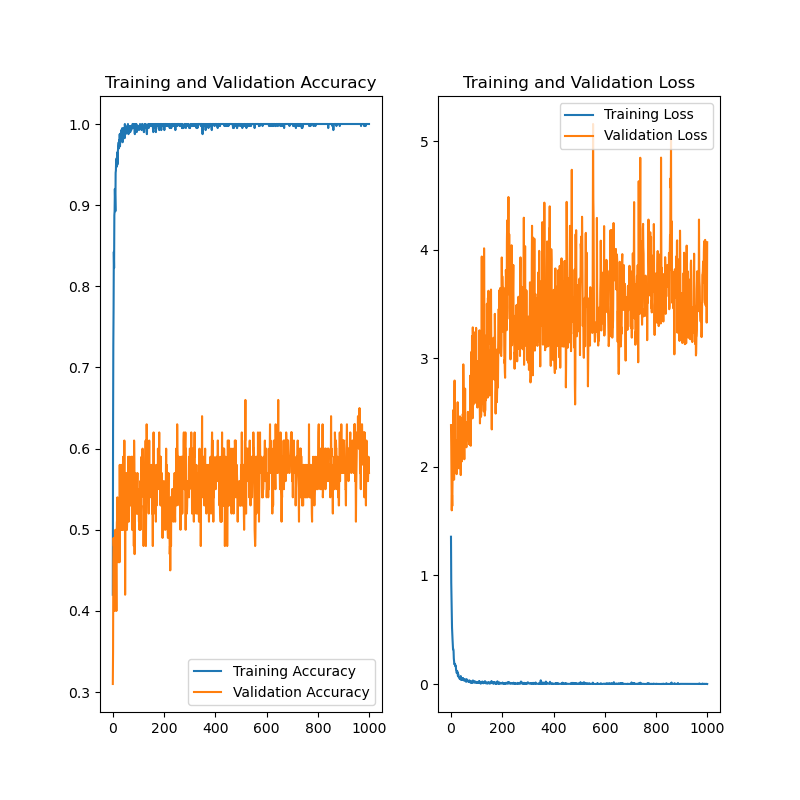 Training and Validation Accuracy
1.0
0.9
0.8
0.7
0.6
0.5
0.4
0.3
0 200 400 600 800 1000
Training Accuracy
Validation Accuracy
Training and Validation Loss
5
4
3
2
1
0
0 200 400 600 800 1000
Training Loss
Validation Loss